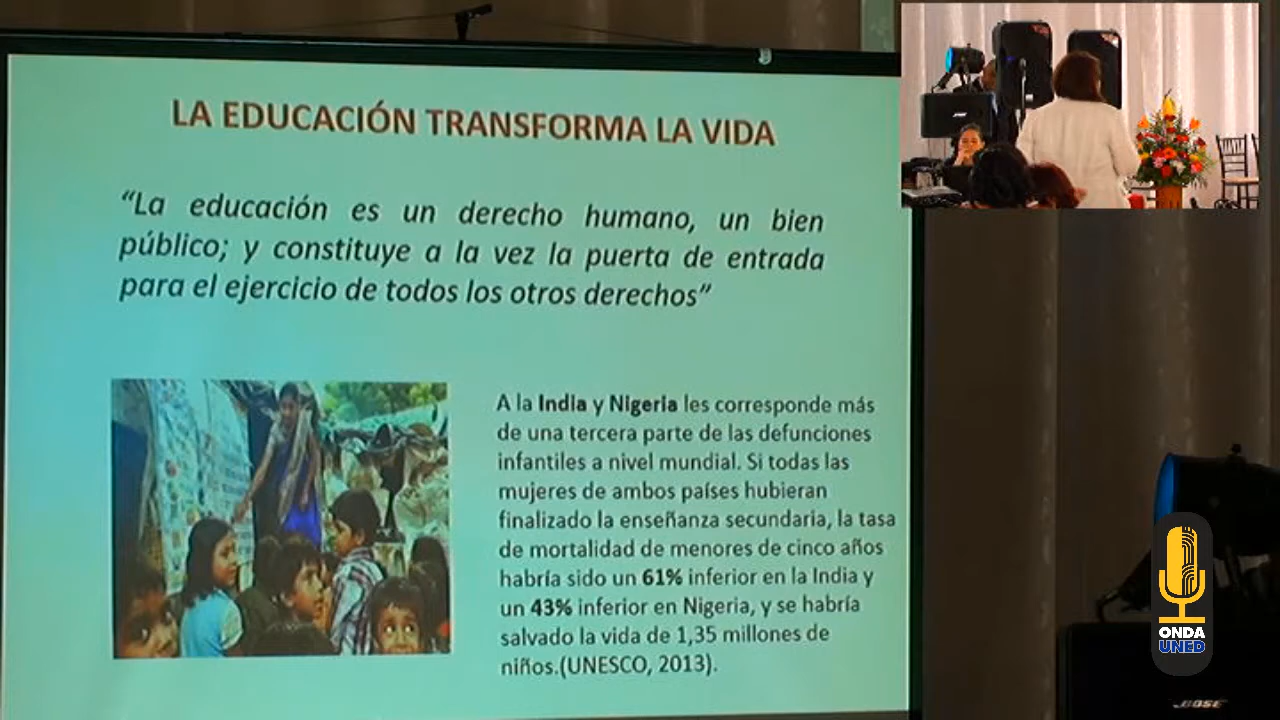 LA EDUCACIÓN TRANSFORMA LA VIDA
“La educación es un derecho humano, un bien
público; y constituye a la vez la puerta de entrada
para el ejercicio de todos los otros derechos”
A la India y Nigeria les corresponde más
de una tercera parte de las defunciones
infantiles a nivel mundial. Si todas las
mujeres de ambos países hubieran
finalizado la enseñanza secundaria, la tasa
de mortalidad de menores de cinco años
habría sido un 61% inferior en la India y
un 43% inferior en Nigeria, y se habría
salvado la vida de 1,35 millones de
niños.(UNESCO, 2013).
ONDA
UNED
BOSE